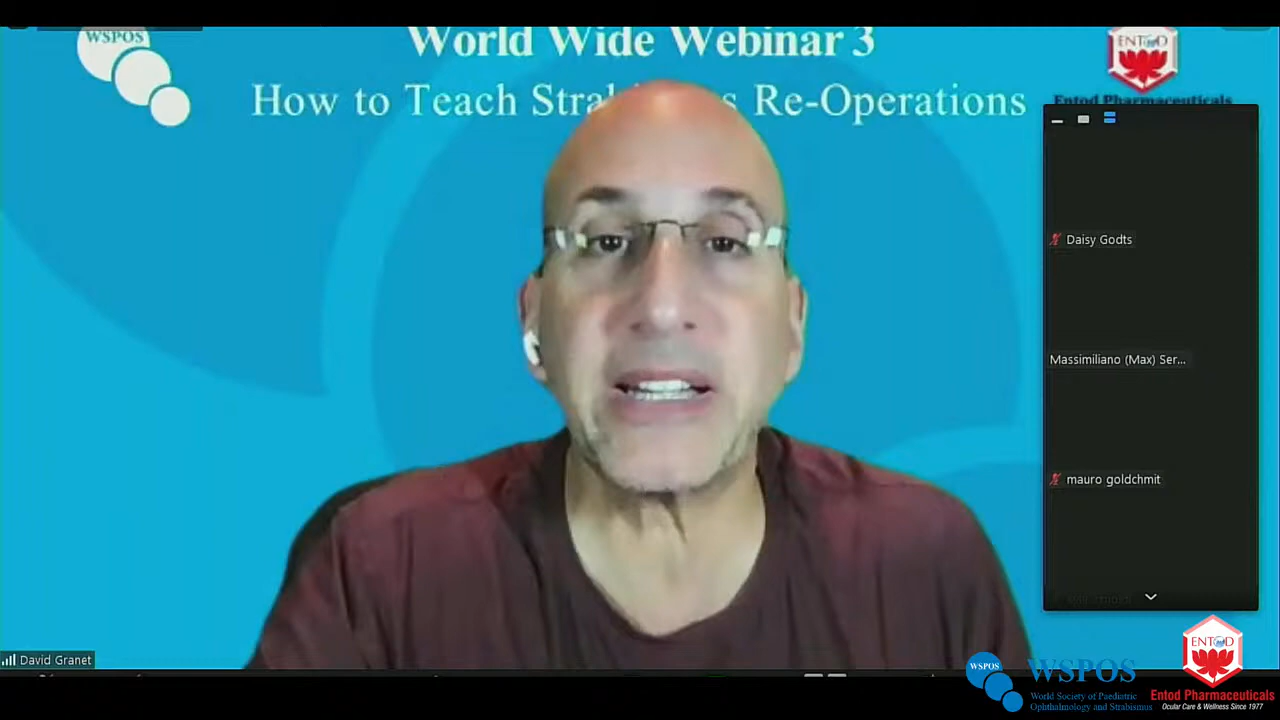 WSPOS
World Wide Webinar 3
How to Teach Stra s Re-Operations
ENTOD
Entod Pharmaceuticals
Daisy Godts
Massimiliano (Max) Ser...
mauro goldchmit
David Granet
WSPOS
WSPOS
World Society of Paediatric
Ophthalmology and Strabismus
ENTOD
Entod Pharmaceuticals
Ocular Care & Wellness Since 1977